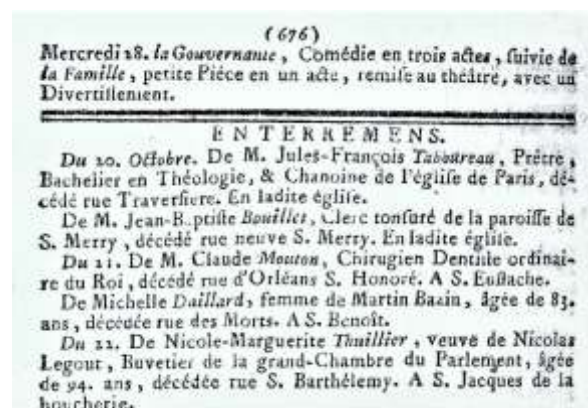 (676)
Mercredi 28. la Gouvernante, Comédie en trois actes, ſuivie de
la Famille, petite Piéce en un acte, remiſe au théâtre, avec un
Divertiſſement.
ENTERREMENS.
Du 20. Octobre. De M. Jules-François Taboureau, Prêtre,
Bachelier en Théologie, & Chanoine de l'égliſe de Paris, dé-
cédé rue Traverſiere. En ladite égliſe.
De M. Jean-Baptiſte Bouillet, Clerc tonſuré de la paroiſſe de
S. Merry, décédé rue neuve S. Merry. En ladite égliſe.
Du 21. De M. Claude Mouton, Chirugien Dentiſte ordinai-
re du Roi, décédé rue d'Orléans S. Honoré. A S. Euſtache.
De Michelle Daillard, femme de Martin Bazin, âgée de 83.
ans, décédée rue des Morts. A S. Benoît.
Du 22. De Nicole-Marguerite Thuillier, veuve de Nicolas
Legout, Buvetier de la grand-Chambre du Parlement, âgée
de 94. ans, décédée rue S. Barthélemy. A S. Jacques de la
boucherie.